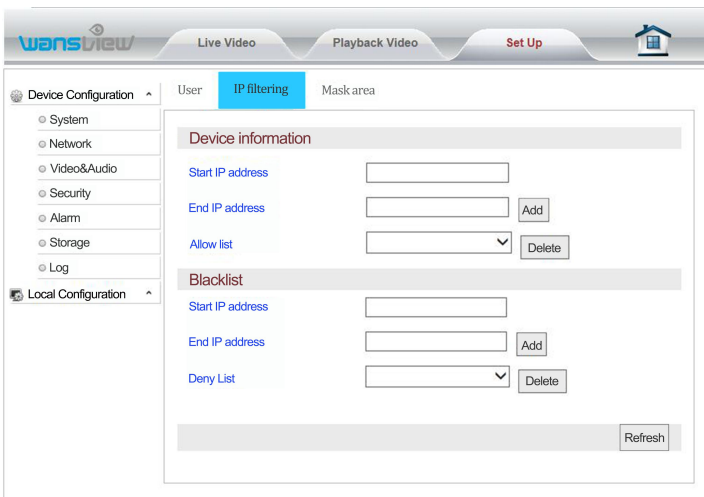 wansview
Live Video Playback Video Set Up
Device Configuration
System
Network
Video&Audio
Security
Alarm
Storage
Log
Local Configuration
User IP filtering Mask area
Device information
Start IP address
End IP address Add
Allow list Delete
Blacklist
Start IP address
End IP address Add
Deny List Delete
Refresh